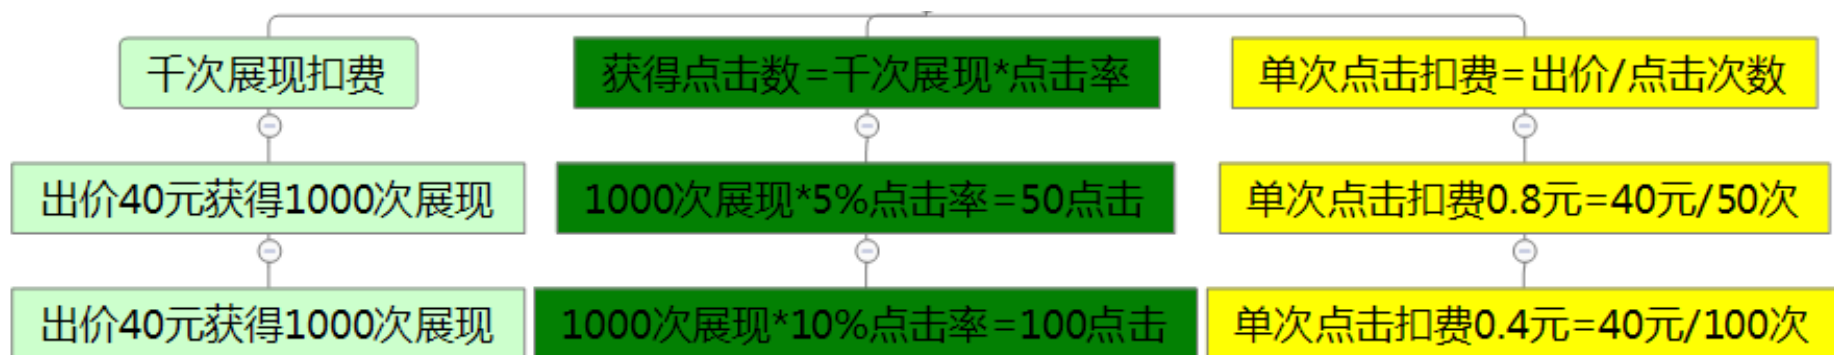 千次展现扣费
获得点击数=千次展现*点击率
单次点击扣费=出价/点击次数
出价40元获得1000次展现
1000次展现*5%点击率=50点击
单次点击扣费0.8元=40元/50次
出价40元获得1000次展现
1000次展现*10%点击率=100点击
单次点击扣费0.4元=40元/100次